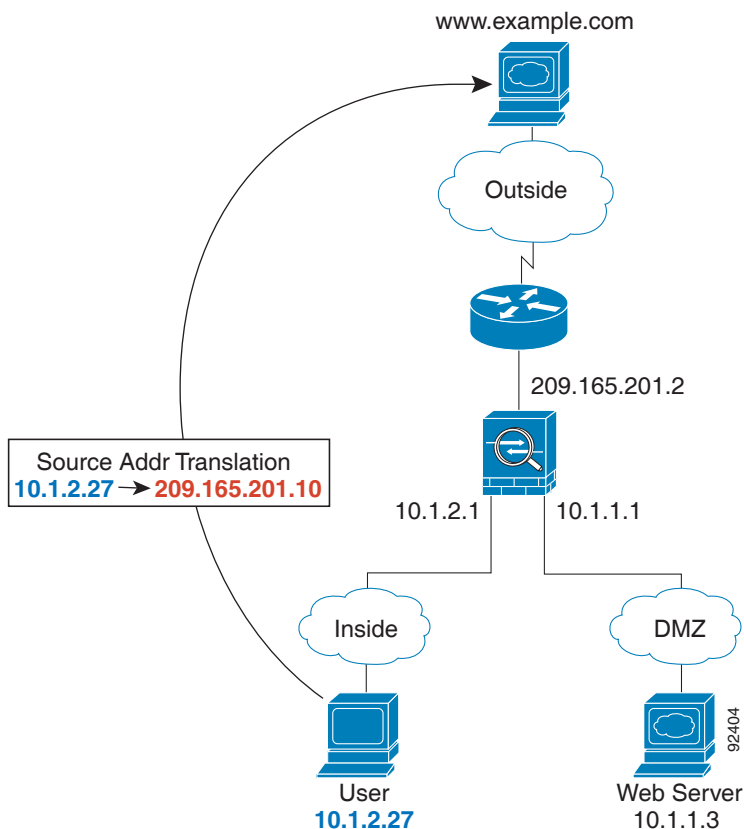 www.example.com
Outside
209.165.201.2
Source Addr Translation
10.1.2.27 209.165.201.10
10.1.2.1 10.1.1.1
Inside DMZ
92404
User Web Server
10.1.2.27 10.1.1.3